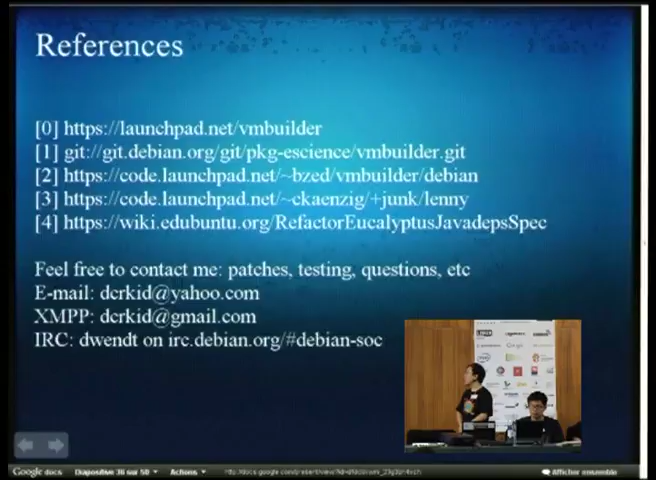 References
[0] https://launchpad.net/vmbuilder
[1] git://git.debian.org/git/pkg-escience/vmbuilder.git
[2] https://code.launchpad.net/~bzed/vmbuilder/debian
[3] https://code.launchpad.net/~ckaenzig/+junk/lenny
[4] https://wiki.edubuntu.org/RefactorEucalyptusJavadepsSpec
Feel free to contact me: patches, testing, questions, etc
E-mail: dcrkid@yahoo.com
XMPP: dcrkid@gmail.com
IRC: dwendt on irc.debian.org/#debian-soc
Google docs Diapositive 36 sur 50 Actions Afficher ensemble